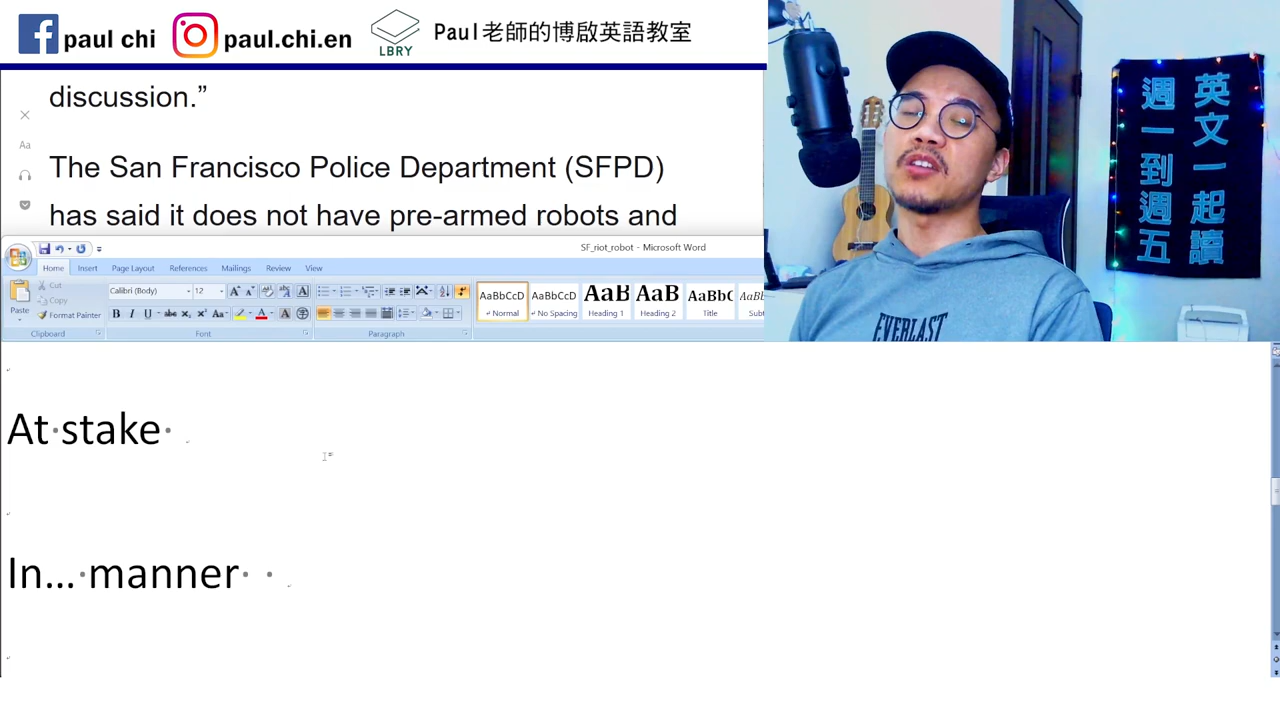 paul chi
paul.chi.en
LBRY
Paul老師的博啟英語教室
discussion.”
The San Francisco Police Department (SFPD)
has said it does not have pre-armed robots and
SF_riot_robot - Microsoft Word
Home Insert Page Layout References Mailings Review View
Paste
Cut
Copy
Format Painter
Clipboard
Calibri (Body) 12
Font
Paragraph
AaBbCcD AaBbCcD AaBb AaB AaBbC AaBb
Normal No Spacing Heading 1 Heading 2 Title Subt
At stake
In... manner
英文一起讀
週一到週五
EVERLAST